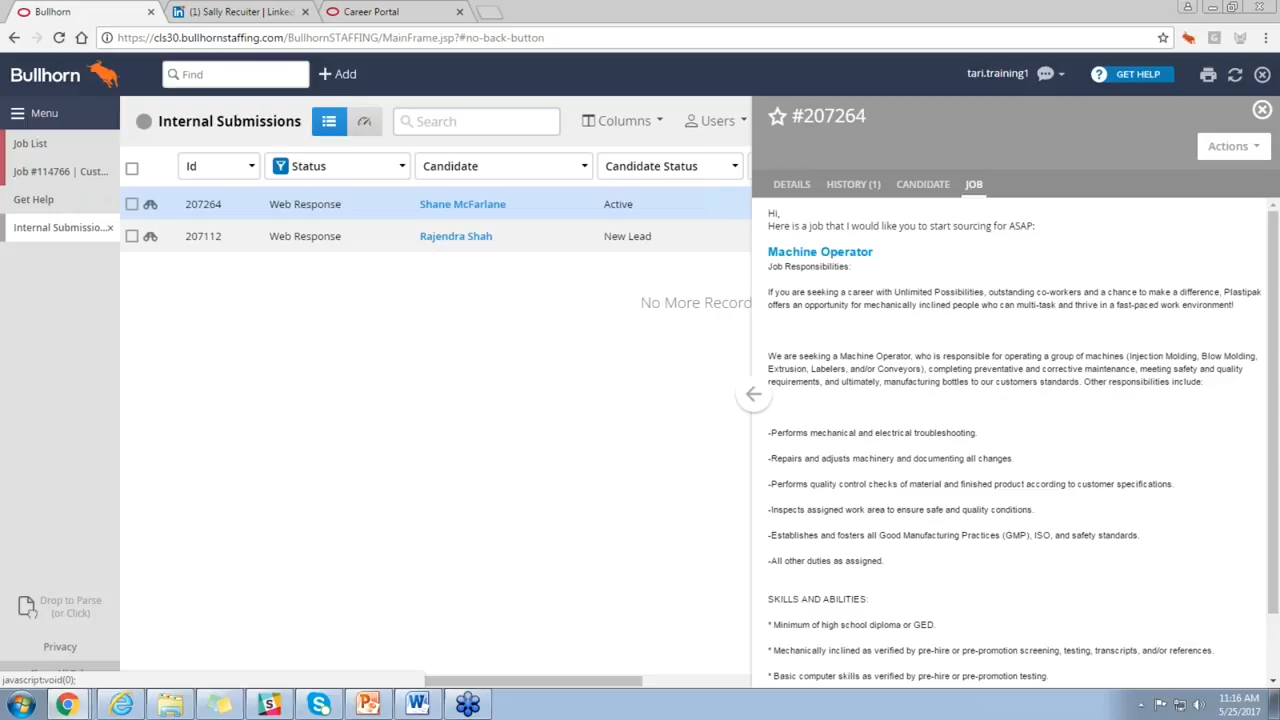 Bullhorn
(1) Sally Recuiter | Linked
Career Portal
https://cls30.bullhornstaffing.com/BullhornSTAFFING/MainFrame.jsp?#no-back-button
Bullhorn
Find
Add
tari.training1
GET HELP
Menu
Job List
Job #114766 | Cust...
Get Help
Internal Submissio...
Internal Submissions
Search
Columns
Users
Id
Status
Candidate
Candidate Status
207264
Web Response
Shane McFarlane
Active
207112
Web Response
Rajendra Shah
New Lead
No More Record
Drop to Parse
(or Click)
Privacy
javascript:void(0);
#207264
Actions
DETAILS
HISTORY (1)
CANDIDATE
JOB
Hi,
Here is a job that I would like you to start sourcing for ASAP:
Machine Operator
Job Responsibilities:
If you are seeking a career with Unlimited Possibilities, outstanding co-workers and a chance to make a difference, Plastipak
offers an opportunity for mechanically inclined people who can multi-task and thrive in a fast-paced work environment!
We are seeking a Machine Operator, who is responsible for operating a group of machines (Injection Molding, Blow Molding,
Extrusion, Labelers, and/or Conveyors), completing preventative and corrective maintenance, meeting safety and quality
requirements, and ultimately, manufacturing bottles to our customers standards. Other responsibilities include:
-Performs mechanical and electrical troubleshooting.
-Repairs and adjusts machinery and documenting all changes.
-Performs quality control checks of material and finished product according to customer specifications.
-Inspects assigned work area to ensure safe and quality conditions.
-Establishes and fosters all Good Manufacturing Practices (GMP), ISO, and safety standards.
-All other duties as assigned.
SKILLS AND ABILITIES:
* Minimum of high school diploma or GED.
* Mechanically inclined as verified by pre-hire or pre-promotion screening, testing, transcripts, and/or references.
* Basic computer skills as verified by pre-hire or pre-promotion testing.
11:16 AM
5/25/2017